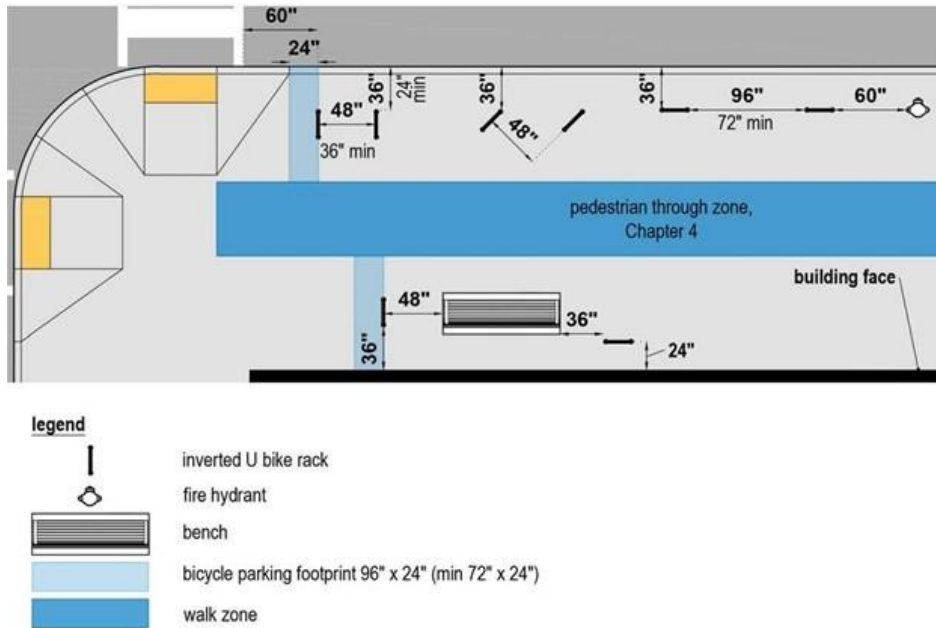 60"
24"
36"
24"
min
48"
36" min
36"
48"
36"
96"
72" min
60"
pedestrian through zone,
Chapter 4
building face
48"
36"
36"
24"
legend
inverted U bike rack
fire hydrant
bench
bicycle parking footprint 96" x 24" (min 72" x 24")
walk zone